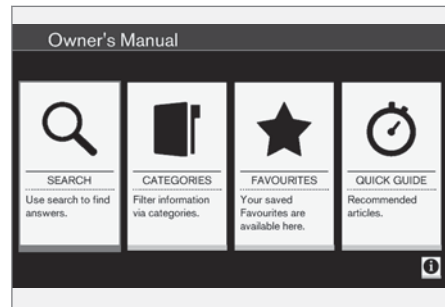 Owner's Manual
SEARCH
Use search to find
answers.
CATEGORIES
Filter information
via categories.
FAVOURITES
Your saved
Favourites are
available here.
QUICK GUIDE
Recommended
articles.
i